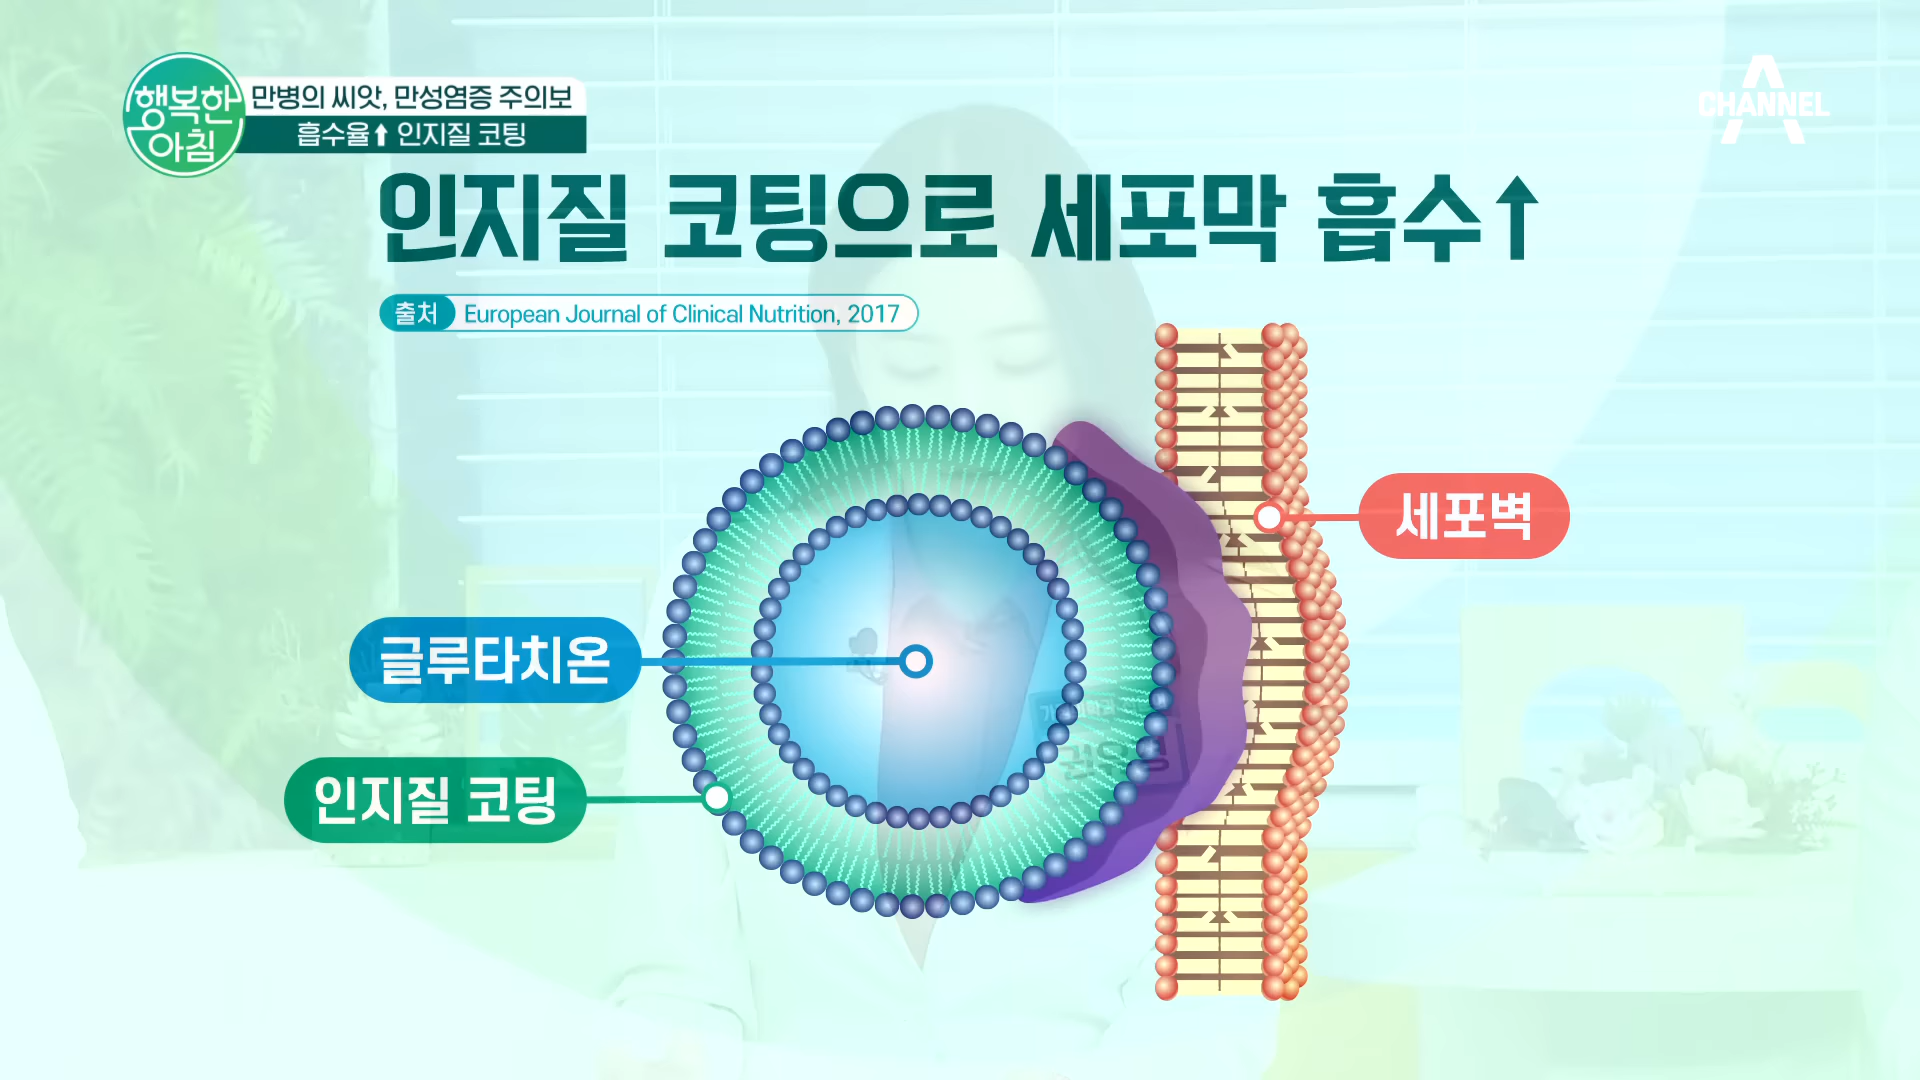 행복한
아침
만병의 씨앗, 만성염증 주의보
흡수율⬆ 인지질 코팅
CHANNEL A
인지질 코팅으로 세포막 흡수↑
출처 European Journal of Clinical Nutrition, 2017
세포벽
글루타치온
인지질 코팅